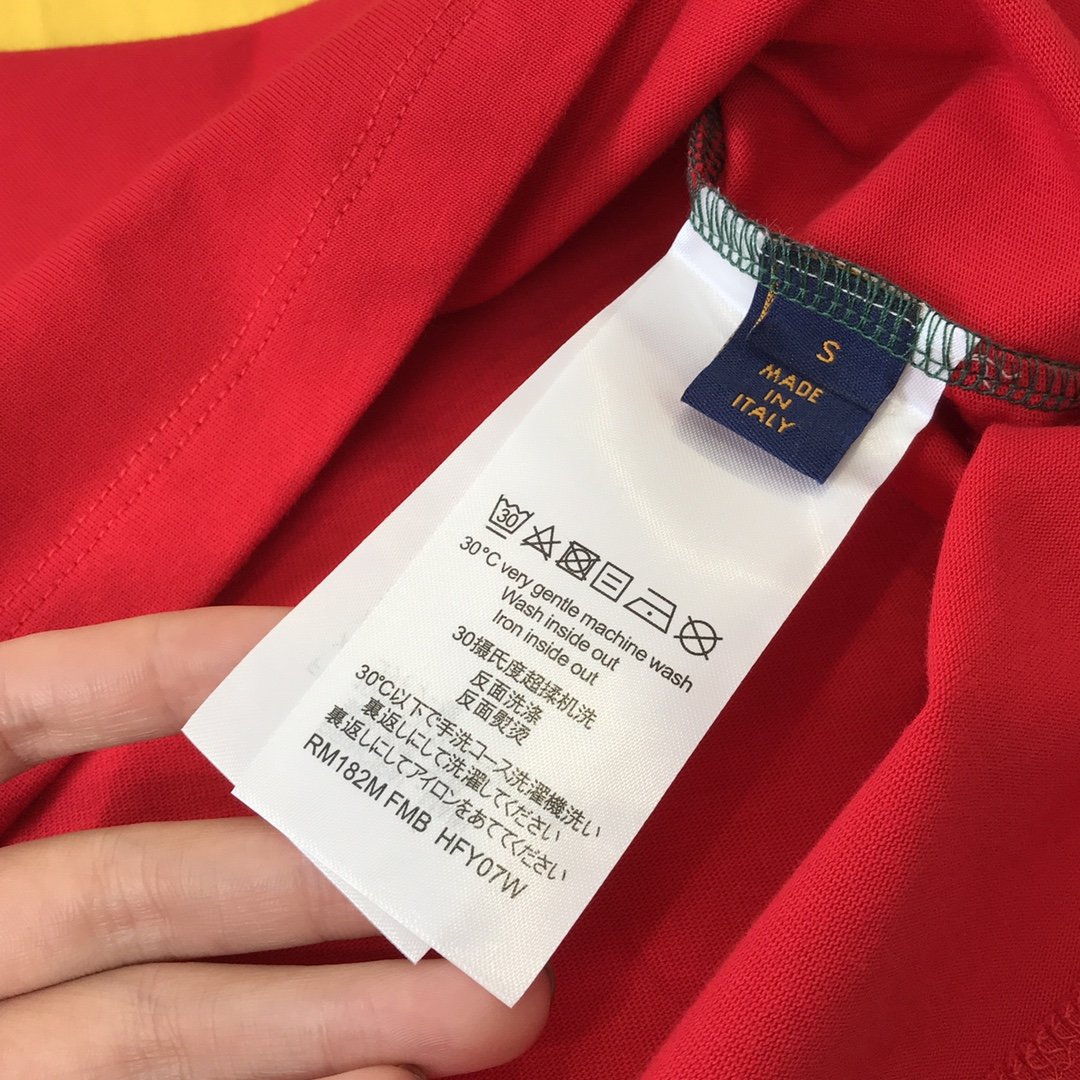 S
MADE
IN
ITALY
30
30°C very gentle machine wash
Wash inside out
Iron inside out
30摄氏度超揉机洗
反面洗涤
反面熨烫
30℃以下で手洗コース洗濯機洗い
裏返しにして洗濯してください
裏返しにしてアイロンをあててください
RM182M FMB HFY07W